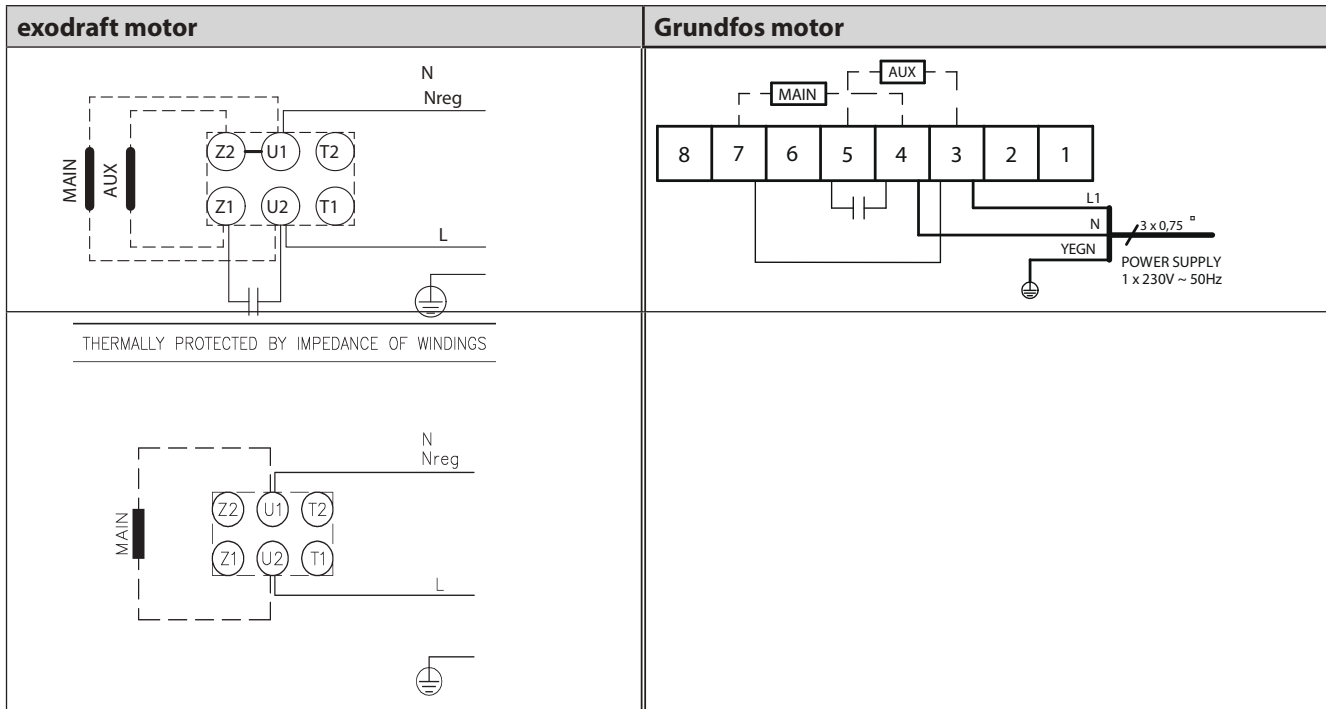 exodraft motor
Grundfos motor
N
Nreg
MAIN
AUX
Z2 U1 T2
Z1 U2 T1
L
AUX
MAIN
8 7 6 5 4 3 2 1
L1
N
3 x 0,75
YEGN
POWER SUPPLY
1 x 230V ~ 50Hz
THERMALLY PROTECTED BY IMPEDANCE OF WINDINGS
N
Nreg
MAIN
Z2 U1 T2
Z1 U2 T1
L